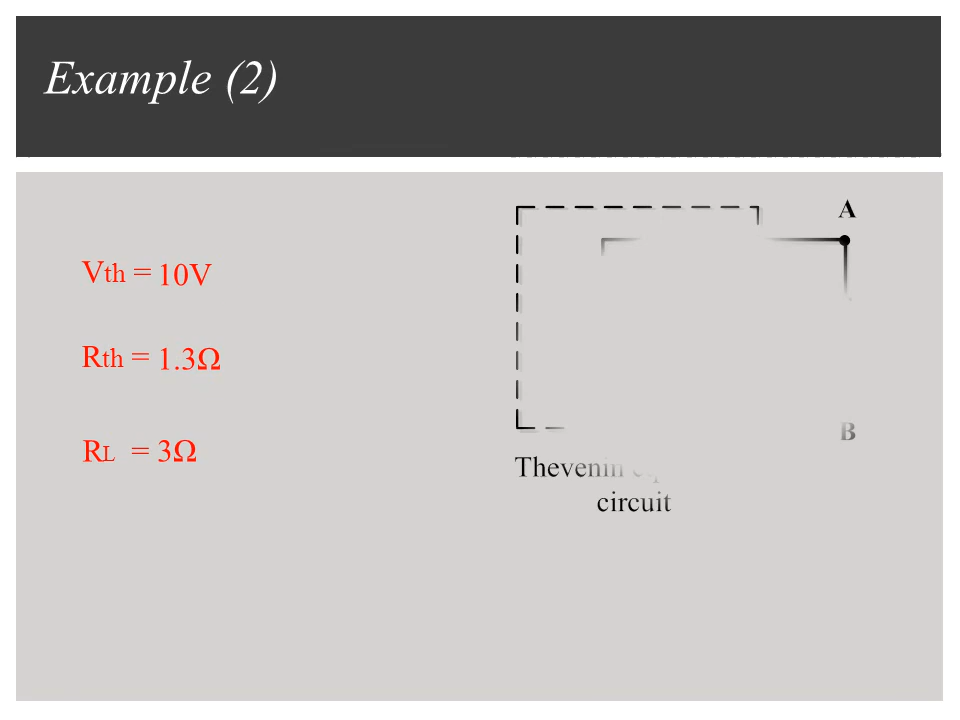 Example (2)
Vth = 10V
Rth = 1.3Ω
RL = 3Ω
A
B
Thevenin
circuit